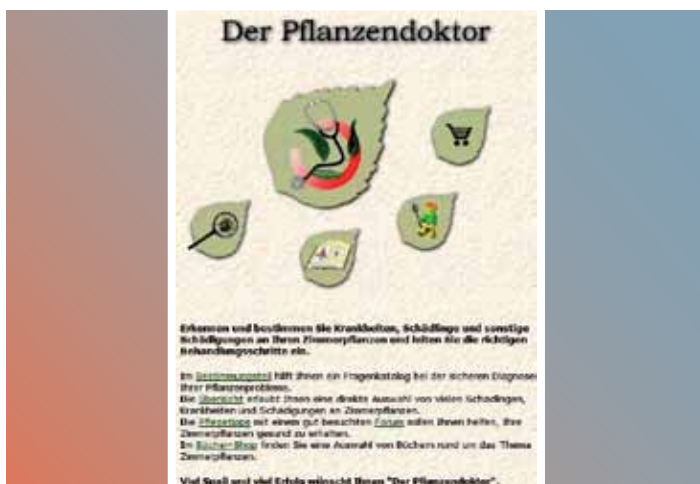 Der Pflanzendoktor
Erkennen und bestimmen Sie Krankheiten, Schädlinge und sonstige
Schädigungen an Ihren Zimmerpflanzen und leiten Sie die richtigen
Behandlungsschritte ein.
Im Bestimmungsteil hilft Ihnen ein Fragenkatalog bei der sicheren Diagnose
Ihrer Pflanzenprobleme.
Die Übersicht erlaubt Ihnen eine direkte Auswahl von vielen Schädlingen,
Krankheiten und Schädigungen an Zimmerpflanzen.
Die Pflegetipps mit einem gut besuchten Forum sollen Ihnen helfen, Ihre
Zimmerpflanzen gesund zu erhalten.
Im Bücher-Shop finden Sie eine Auswahl von Büchern rund um das Thema
Zimmerpflanzen.
Viel Spaß und viel Erfolg wünscht Ihnen "Der Pflanzendoktor".